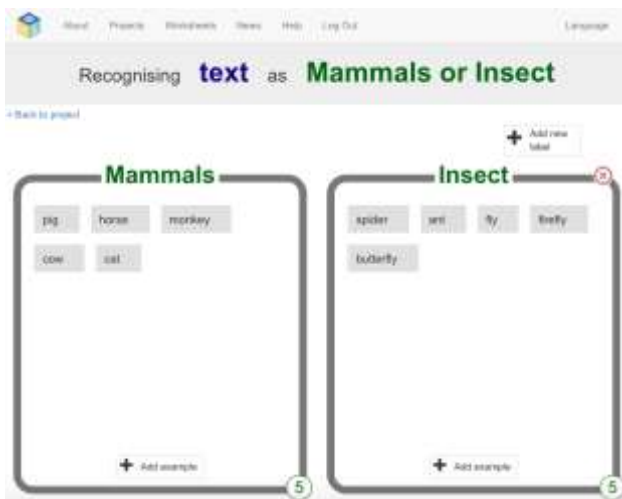 About Projects Worksheets News Help Log Out Language
Recognising text as Mammals or Insect
< Back to project
Add new
label
Mammals
pig horse monkey
cow cat
Add example
5
Insect
spider ant fly firefly
butterfly
Add example
5